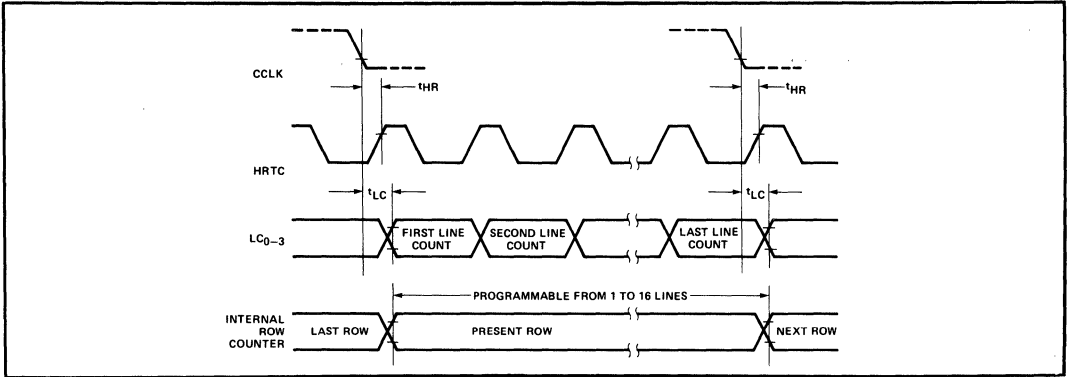 CCLK
tHR
tHR
HRTC
tLC
tLC
LC0–3
FIRST LINE
COUNT
SECOND LINE
COUNT
LAST LINE
COUNT
PROGRAMMABLE FROM 1 TO 16 LINES
INTERNAL
ROW
COUNTER
LAST ROW
PRESENT ROW
NEXT ROW